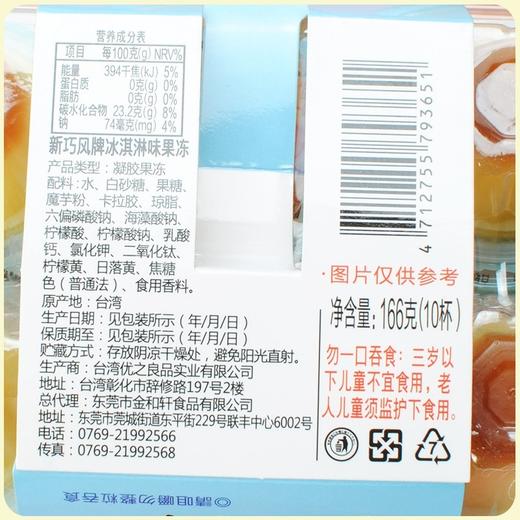 营养成分表
项目 每100克(g) NRV%
能量 394千焦(kJ) 5%
蛋白质 0克(g) 0%
脂肪 0克(g) 0%
碳水化合物 23.2克(g) 8%
钠 74毫克(mg) 4%
新巧风牌冰淇淋味果冻
产品类型：凝胶果冻
配料：水、白砂糖、果糖、
魔芋粉、卡拉胶、琼脂、
六偏磷酸钠、海藻酸钠、
柠檬酸、柠檬酸钠、乳酸
钙、氯化钾、二氧化钛、
柠檬黄、日落黄、焦糖
色（普通法）、食用香料。
原产地：台湾
生产日期：见包装所示（年/月/日）
保质期至：见包装所示（年/月/日）
贮藏方式：存放阴凉干燥处，避免阳光直射。
生产商：台湾优之良品实业有限公司
台湾彰化市辞修路197号2楼
总代理：东莞市金和轩食品有限公司
东莞市莞城街道东平街229号联丰中心6002号
电话：0769-21992566
传真：0769-21992568
4 712755 793651
·图片仅供参考
净含量：166克(10杯)
勿一口吞食；三岁以
下儿童不宜食用，老
人儿童须监护下食用。
7
◎請咀嚼勿整粒吞食